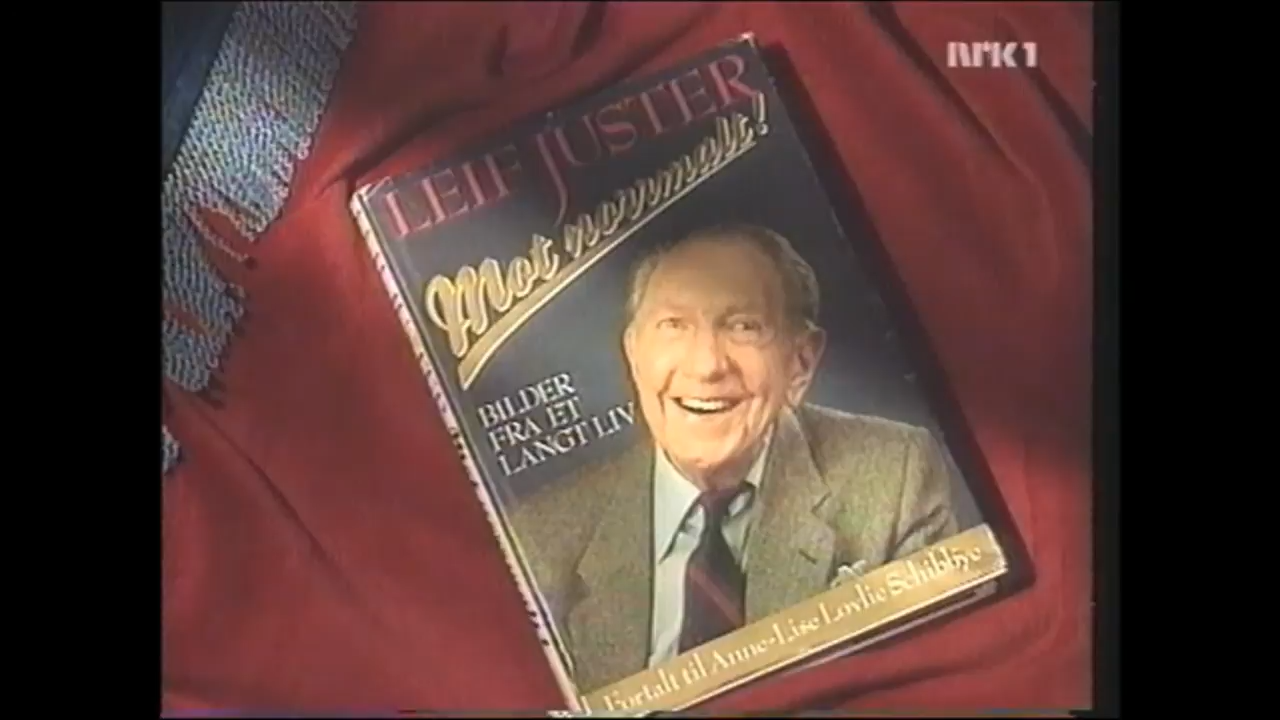 nrk1
LEIF JUSTER
Mot normalt!
BILDER
FRA ET
LANGT LIV
Fortalt til Anne-Lise Løvlie Schibbye